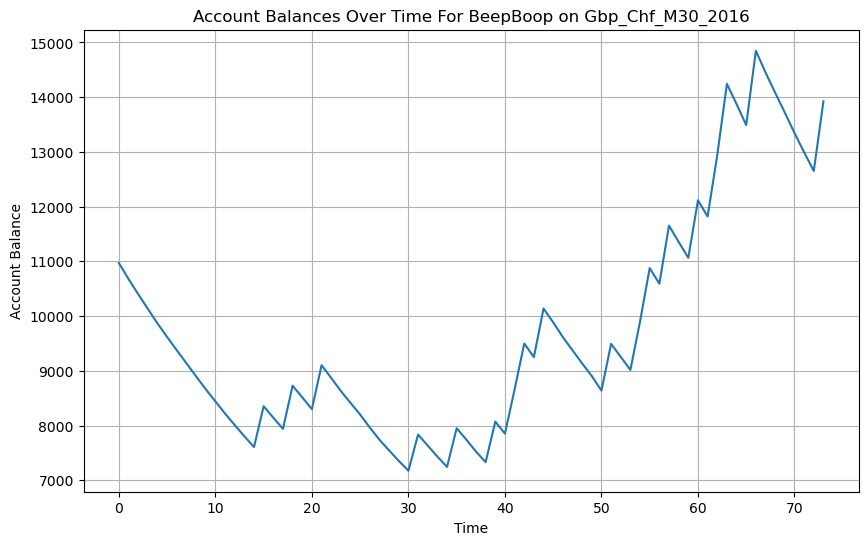 Account Balances Over Time For BeepBoop on Gbp_Chf_M30_2016
15000
14000
13000
12000
11000
10000
9000
8000
7000
Account Balance
0 10 20 30 40 50 60 70
Time